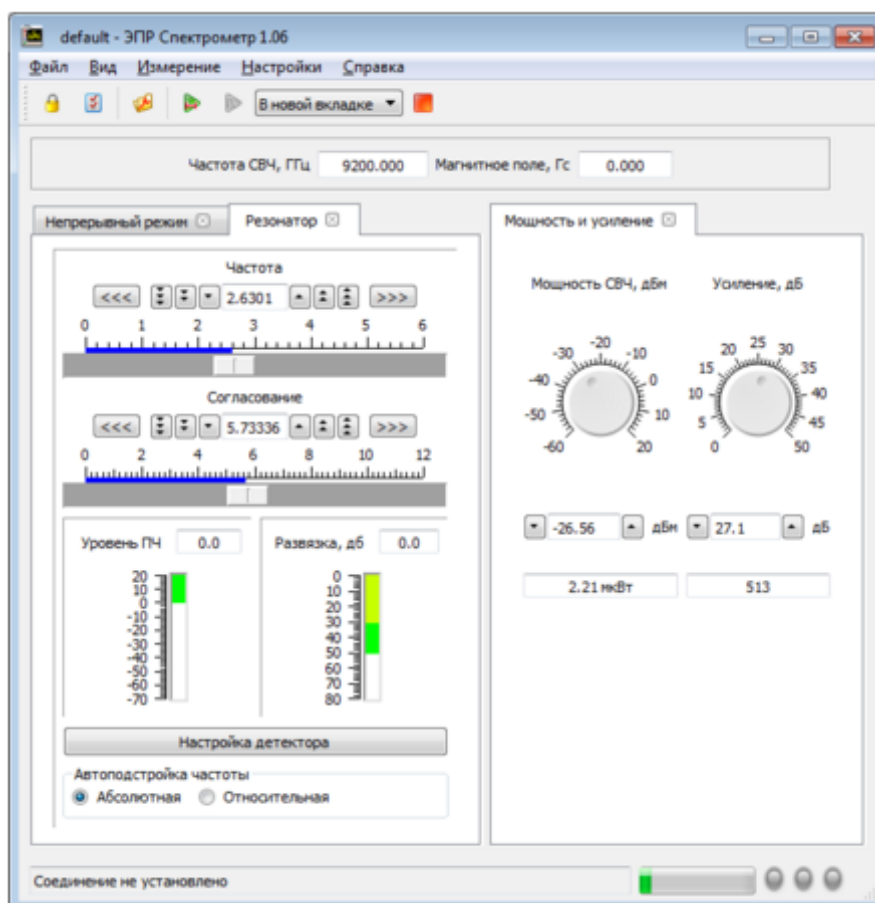 default - ЭПР Спектрометр 1.06
Файл Вид Измерение Настройки Справка
В новой вкладке
Частота СВЧ, ГГц 9200.000 Магнитное поле, Гс 0.000
Непрерывный режим Резонатор
Частота
<<< 2.6301 >>>
0 1 2 3 4 5 6
Согласование
<<< 5.73336 >>>
0 2 4 6 8 10 12
Уровень ПЧ 0.0 Развязка, дб 0.0
20
10
0
-10
-20
-30
-40
-50
-60
-70
0
10
20
30
40
50
60
70
80
Настройка детектора
Автоподстройка частоты
Абсолютная Относительная
Мощность и усиление
Мощность СВЧ, дБм Усиление, дБ
-60 -50 -40 -30 -20 -10 0 10 20
0 5 10 15 20 25 30 35 40 45 50
-26.56 дБм 27.1 дБ
2.21 мкВт 513
Соединение не установлено